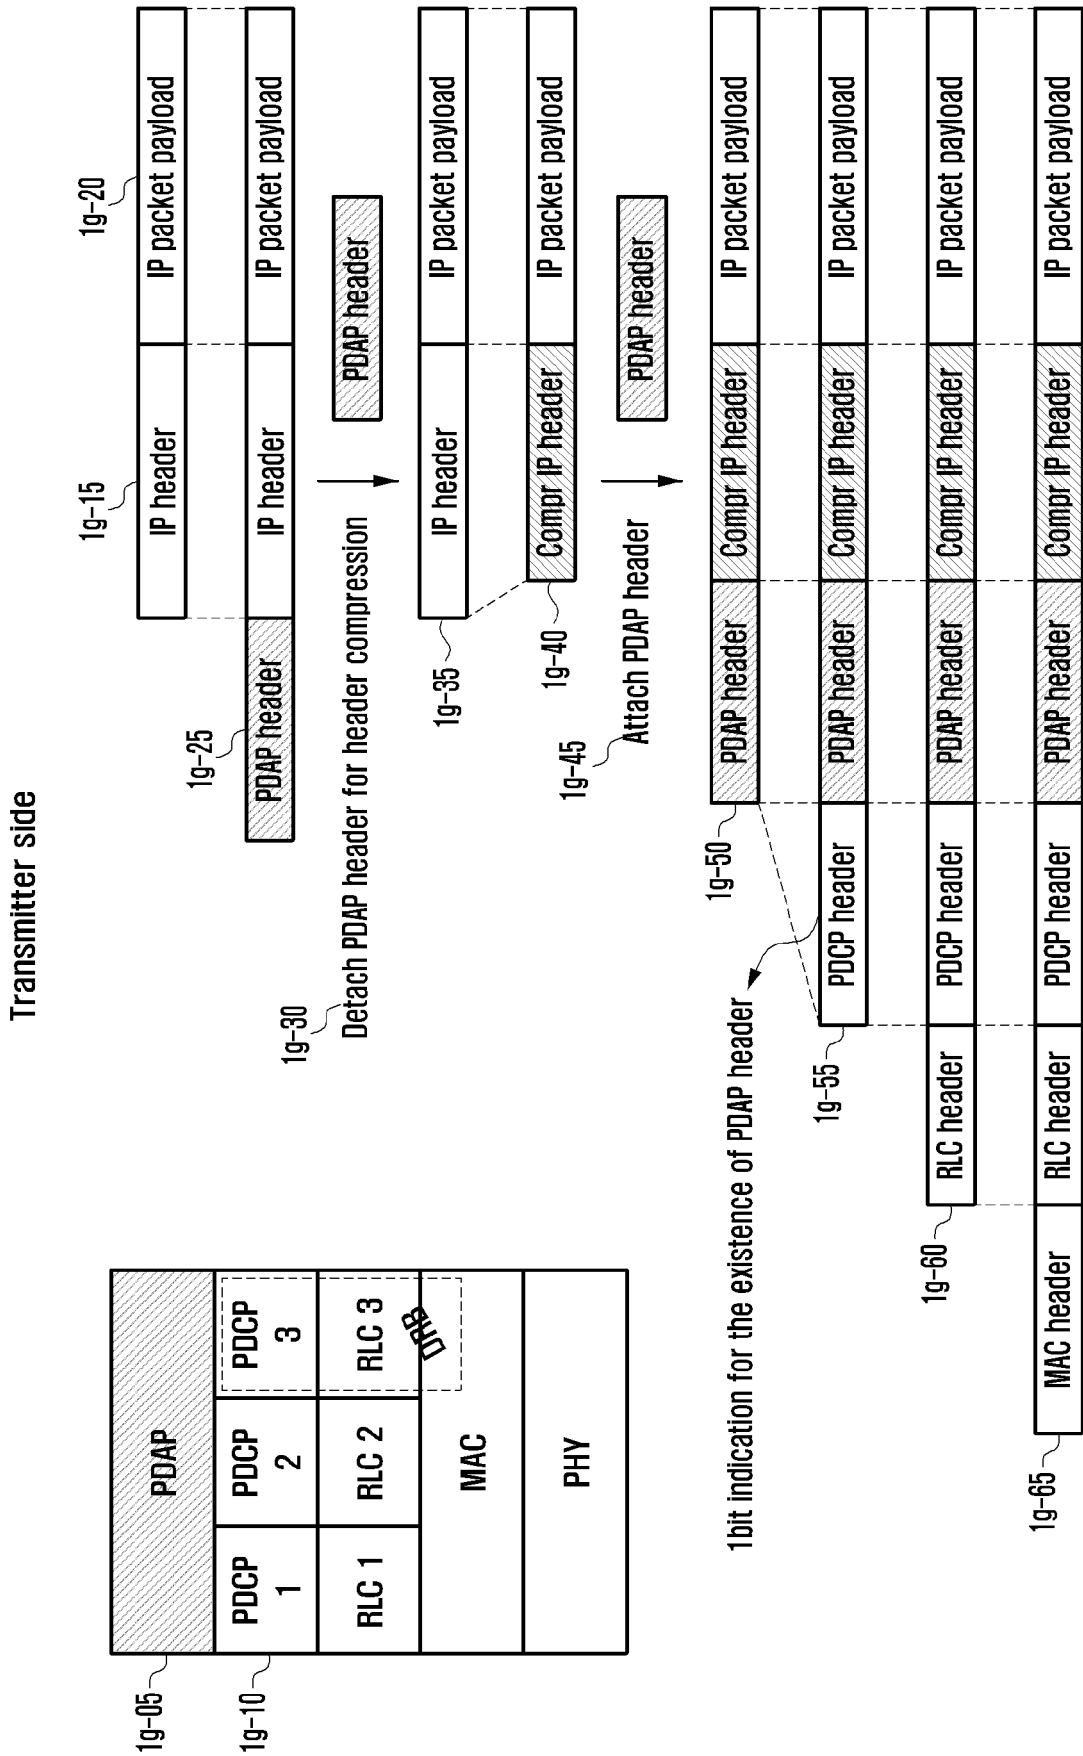 Transmitter side
1g-05
PDAP
1g-10
PDCP 1
PDCP 2
PDCP 3
RLC 1
RLC 2
RLC 3
DRB
MAC
PHY
1g-15
1g-20
IP header
IP packet payload
1g-25
PDAP header
IP header
IP packet payload
1g-30
Detach PDAP header for header compression
PDAP header
1g-35
IP header
IP packet payload
1g-40
Compr IP header
IP packet payload
1g-45
Attach PDAP header
PDAP header
1g-50
PDAP header
Compr IP header
IP packet payload
1bit indication for the existence of PDAP header
1g-55
PDCP header
PDAP header
Compr IP header
IP packet payload
1g-60
RLC header
PDCP header
PDAP header
Compr IP header
IP packet payload
1g-65
MAC header
RLC header
PDCP header
PDAP header
Compr IP header
IP packet payload